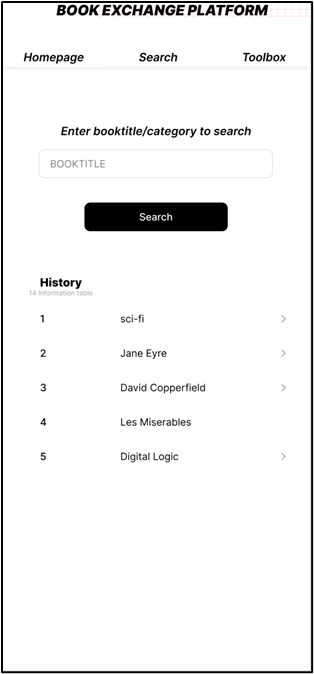 BOOK EXCHANGE PLATFORM
Homepage Search Toolbox
Enter booktitle/category to search
BOOKTITLE
Search
History
14 Information table
1 sci-fi
2 Jane Eyre
3 David Copperfield
4 Les Miserables
5 Digital Logic